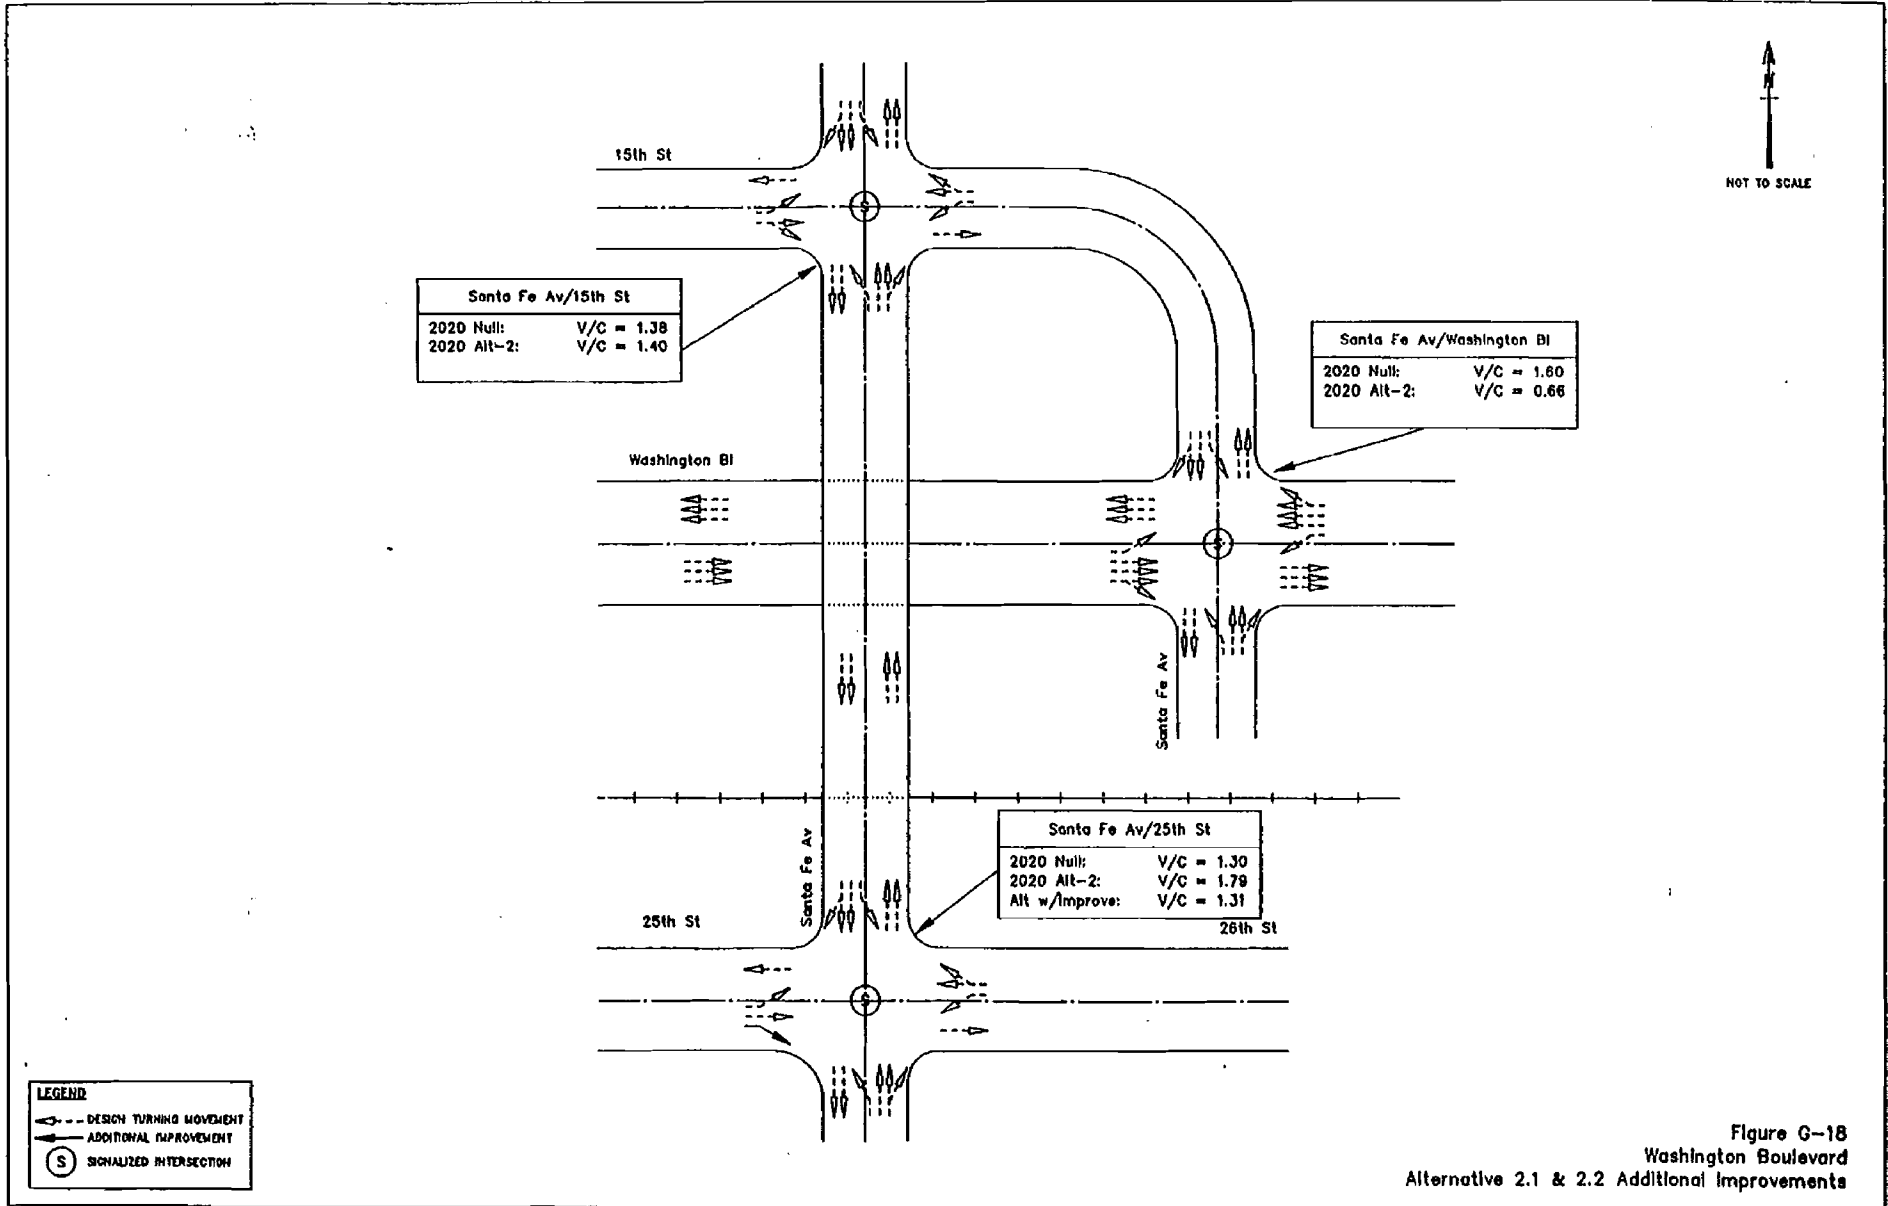 N
NOT TO SCALE
15th St
S
Santa Fe Av/15th St
2020 Null: V/C = 1.38
2020 Alt-2: V/C = 1.40
Santa Fe Av/Washington Bl
2020 Null: V/C = 1.60
2020 Alt-2: V/C = 0.66
Washington Bl
S
Santa Fe Av
Santa Fe Av
Santa Fe Av/25th St
2020 Null: V/C = 1.30
2020 Alt-2: V/C = 1.79
Alt w/Improve: V/C = 1.31
25th St
26th St
S
LEGEND
DESIGN TURNING MOVEMENT
ADDITIONAL IMPROVEMENT
S SIGNALIZED INTERSECTION
Figure G-18
Washington Boulevard
Alternative 2.1 & 2.2 Additional Improvements